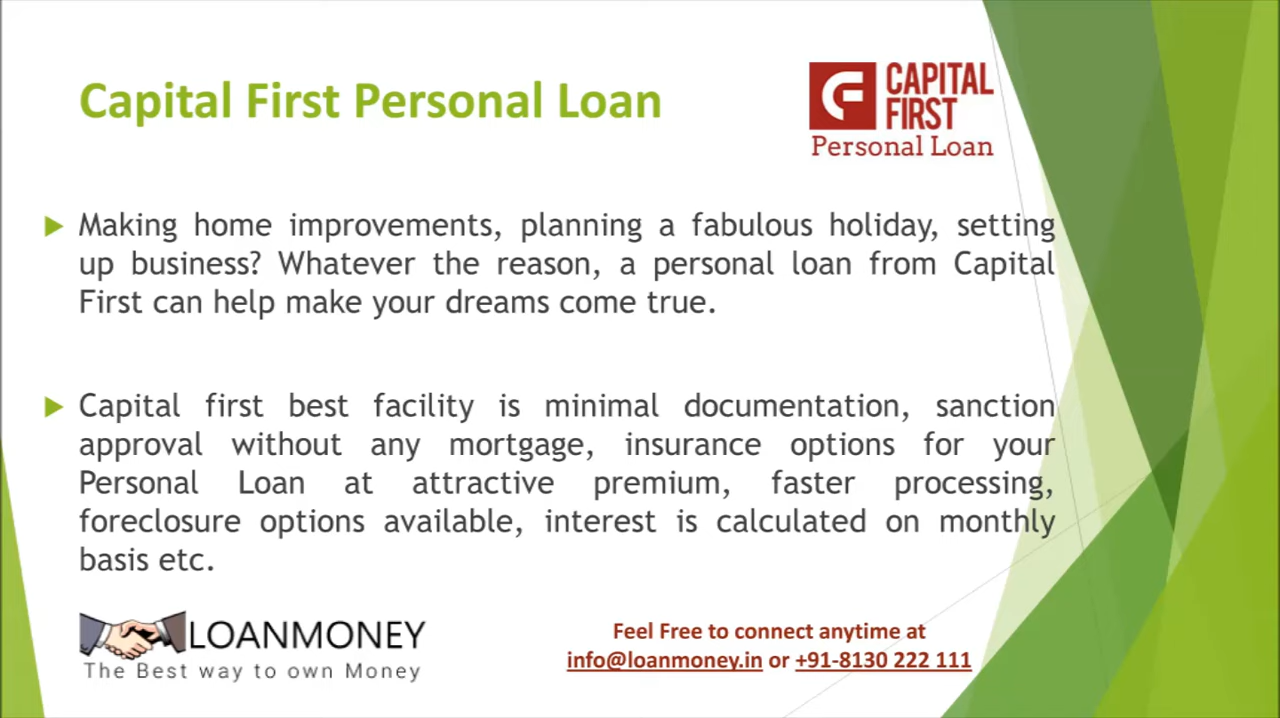 Capital First Personal Loan
CAPITAL
FIRST
Personal Loan
Making home improvements, planning a fabulous holiday, setting
up business? Whatever the reason, a personal loan from Capital
First can help make your dreams come true.
Capital first best facility is minimal documentation, sanction
approval without any mortgage, insurance options for your
Personal Loan at attractive premium, faster processing,
foreclosure options available, interest is calculated on monthly
basis etc.
LOANMONEY
The Best way to own Money
Feel Free to connect anytime at
info@loanmoney.in or +91-8130 222 111